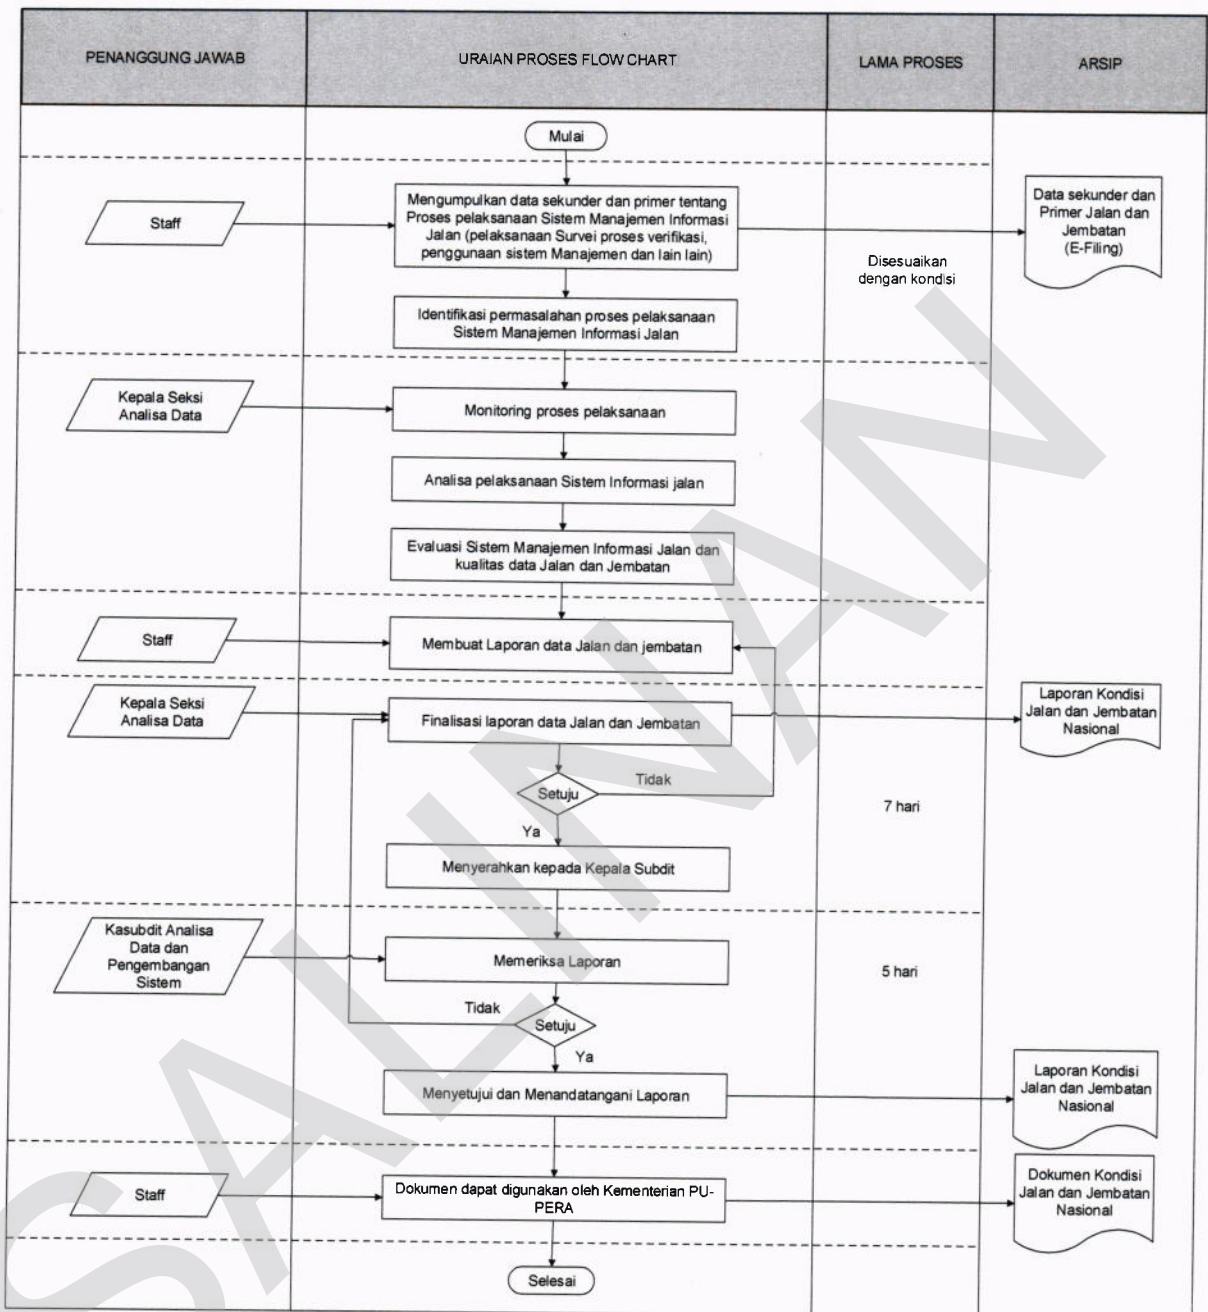 PENANGGUNG JAWAB
URAIAN PROSES FLOW CHART
LAMA PROSES
ARSIP
Mulai
Staff
Mengumpulkan data sekunder dan primer tentang
Proses pelaksanaan Sistem Manajemen Informasi
Jalan (pelaksanaan Survei proses verifikasi,
penggunaan sistem Manajemen dan lain lain)
Disesuaikan
dengan kondisi
Data sekunder dan
Primer Jalan dan
Jembatan
(E-Filing)
Identifikasi permasalahan proses pelaksanaan
Sistem Manajemen Informasi Jalan
Kepala Seksi
Analisa Data
Monitoring proses pelaksanaan
Analisa pelaksanaan Sistem Informasi jalan
Evaluasi Sistem Manajemen Informasi Jalan dan
kualitas data Jalan dan Jembatan
Staff
Membuat Laporan data Jalan dan jembatan
Kepala Seksi
Analisa Data
Finalisasi laporan data Jalan dan Jembatan
Laporan Kondisi
Jalan dan Jembatan
Nasional
Setuju
Tidak
7 hari
Ya
Menyerahkan kepada Kepala Subdit
Kasubdit Analisa
Data dan
Pengembangan
Sistem
Memeriksa Laporan
5 hari
Tidak
Setuju
Ya
Menyetujui dan Menandatangani Laporan
Laporan Kondisi
Jalan dan Jembatan
Nasional
Staff
Dokumen dapat digunakan oleh Kementerian PU-
PERA
Dokumen Kondisi
Jalan dan Jembatan
Nasional
Selesai
SALINAN